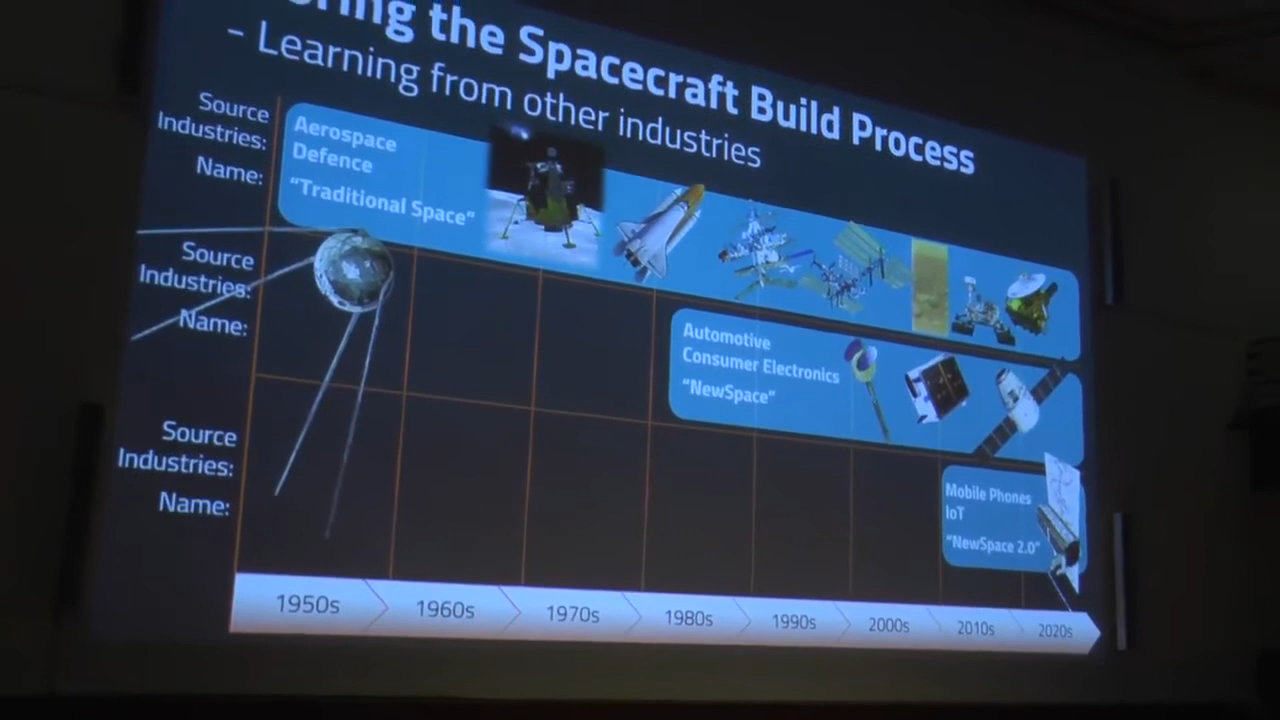 the Spacecraft Build Process
- Learning from other industries
Source
Industries:
Name:
Aerospace
Defence
"Traditional Space"
Source
Industries:
Name:
Automotive
Consumer Electronics
"NewSpace"
Source
Industries:
Name:
Mobile Phones
IoT
"NewSpace 2.0"
1950s
1960s
1970s
1980s
1990s
2000s
2010s
2020s